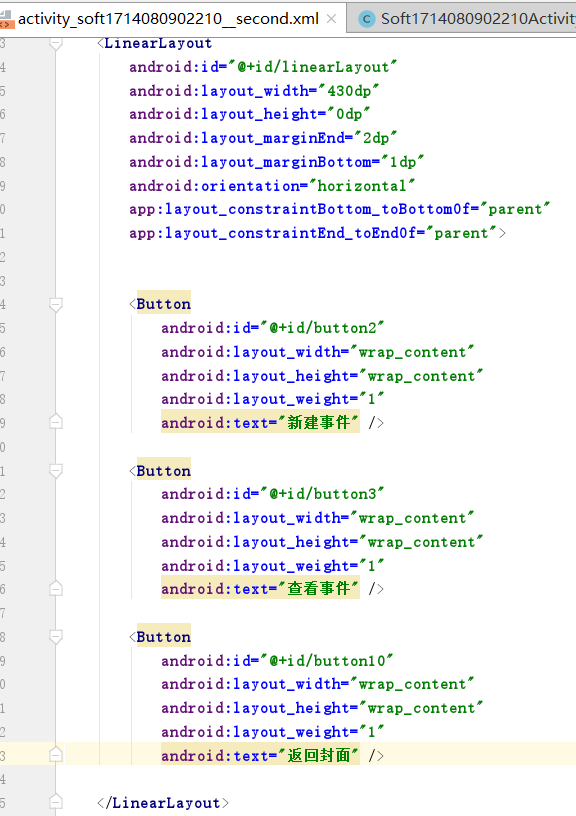 activity_soft1714080902210__second.xml × C Soft1714080902210Activity
3 <LinearLayout
4 android:id="@+id/linearLayout"
5 android:layout_width="430dp"
6 android:layout_height="0dp"
7 android:layout_marginEnd="2dp"
8 android:layout_marginBottom="1dp"
9 android:orientation="horizontal"
0 app:layout_constraintBottom_toBottomOf="parent"
1 app:layout_constraintEnd_toEndOf="parent">
2
3
4 <Button
5 android:id="@+id/button2"
6 android:layout_width="wrap_content"
7 android:layout_height="wrap_content"
8 android:layout_weight="1"
9 android:text="新建事件" />
0
1 <Button
2 android:id="@+id/button3"
3 android:layout_width="wrap_content"
4 android:layout_height="wrap_content"
5 android:layout_weight="1"
6 android:text="查看事件" />
7
8 <Button
9 android:id="@+id/button10"
0 android:layout_width="wrap_content"
1 android:layout_height="wrap_content"
2 android:layout_weight="1"
3 android:text="返回封面" />
4
5 </LinearLayout>